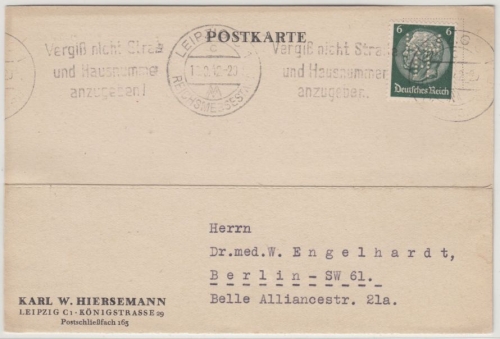 POSTKARTE
Vergiß nicht Straße
und Hausnummer
anzugeben!
LEIPZIG
REICHSMESSESTADT
Vergiß nicht Straße
und Hausnummer
anzugeben.
6 6
Deutsches Reich
Herrn
Dr.med.W. Engelhardt,
Berlin - SW 61.
Belle Alliancestr. 21a.
KARL W. HIERSEMANN
LEIPZIG C1 · KÖNIGSTRASSE 29
Postschließfach 165